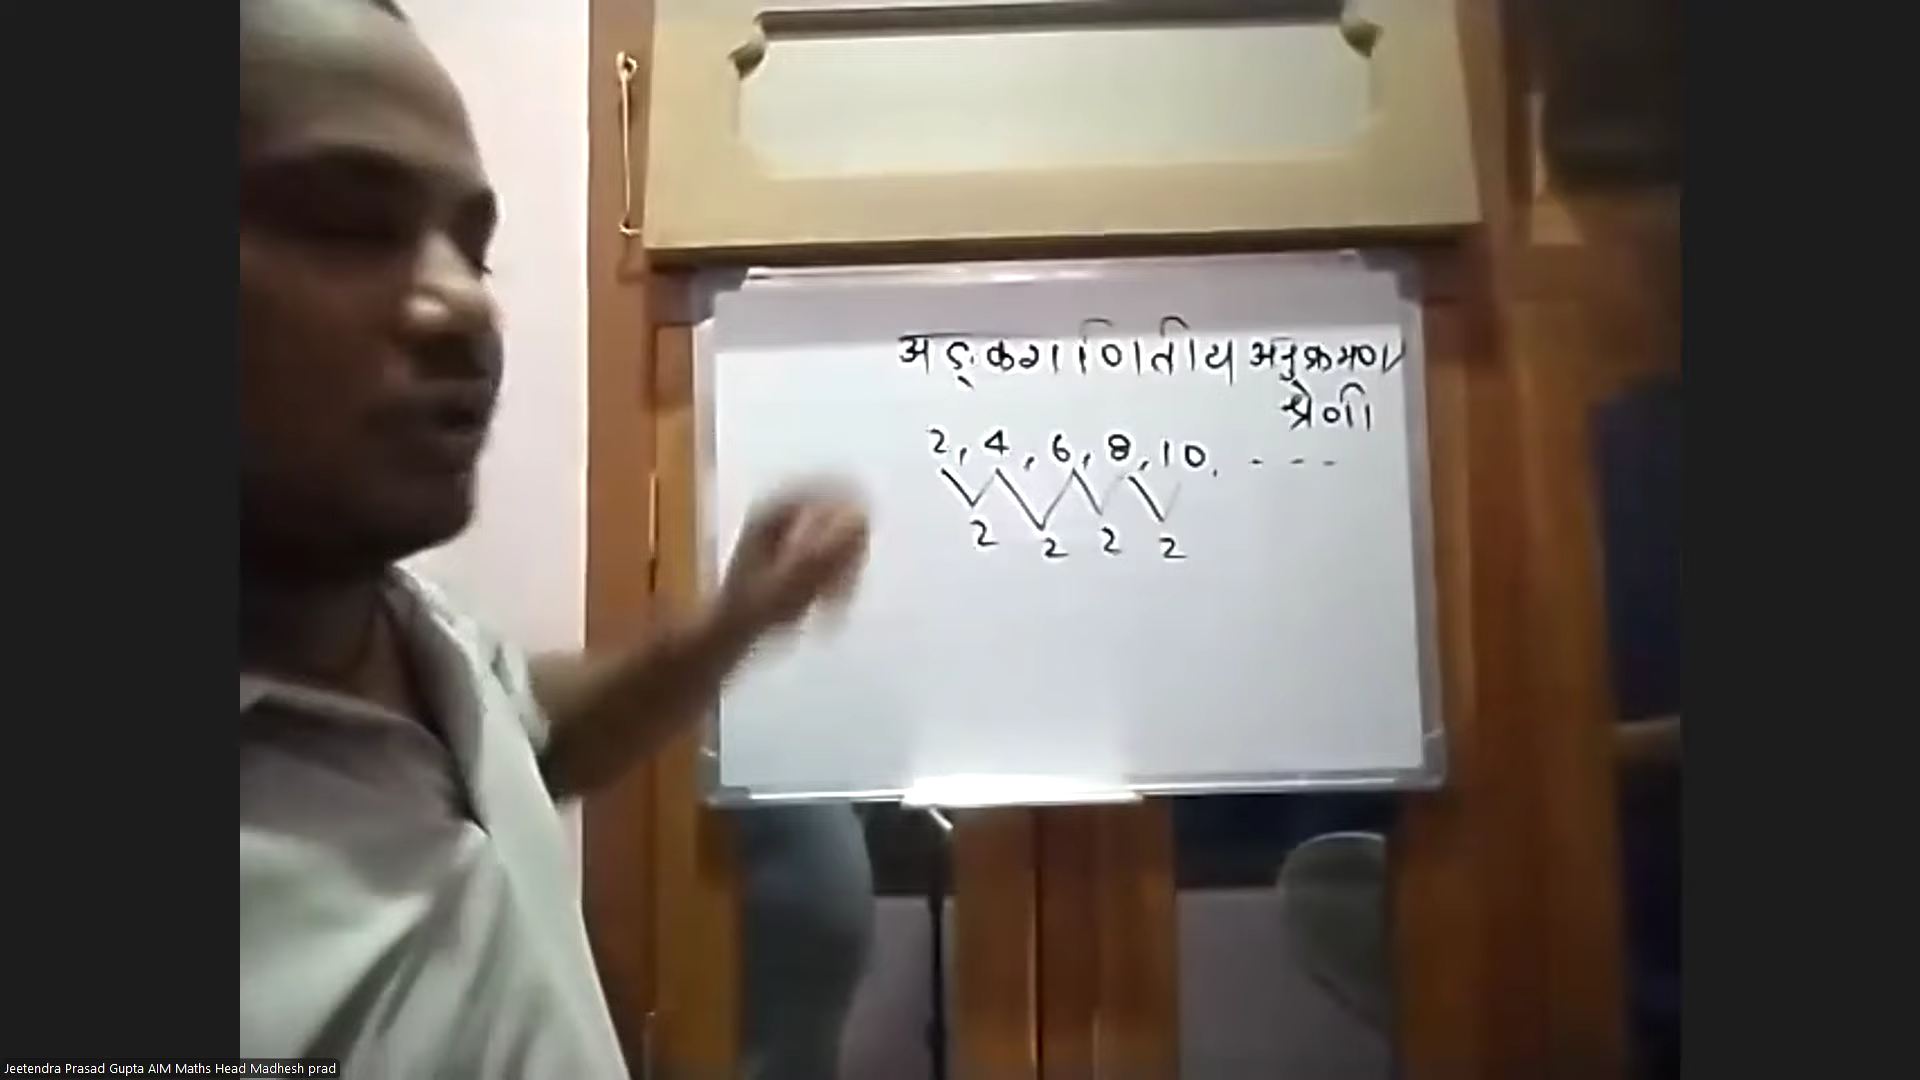 अङ्कगणितीय अनुक्रमण
श्रेणी
2, 4, 6, 8, 10, - - -
2 2 2 2
Jeetendra Prasad Gupta AIM Maths Head Madhesh prad